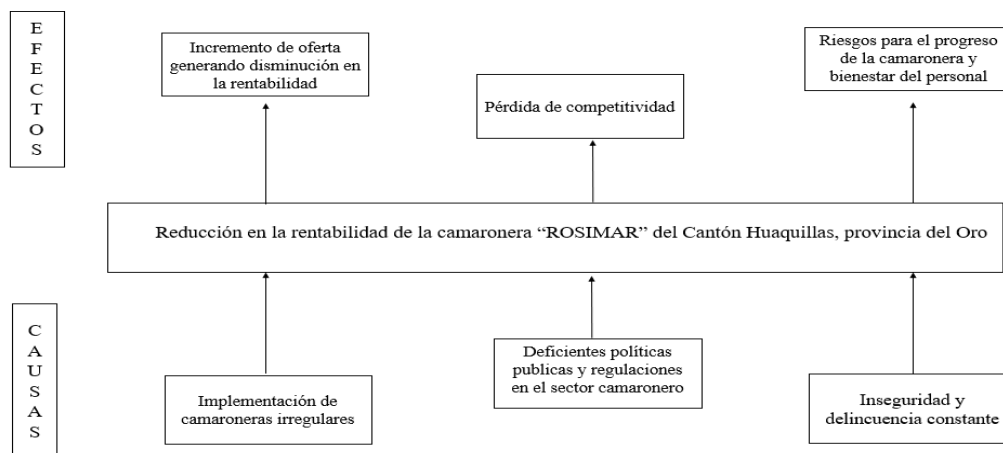 E
F
E
C
T
O
S
Incremento de oferta
generando disminución en
la rentabilidad
Pérdida de competitividad
Riesgos para el progreso
de la camaronera y
bienestar del personal
Reducción en la rentabilidad de la camaronera “ROSIMAR” del Cantón Huaquillas, provincia del Oro
C
A
U
S
A
S
Implementación de
camaroneras irregulares
Deficientes políticas
publicas y regulaciones
en el sector camaronero
Inseguridad y
delincuencia constante